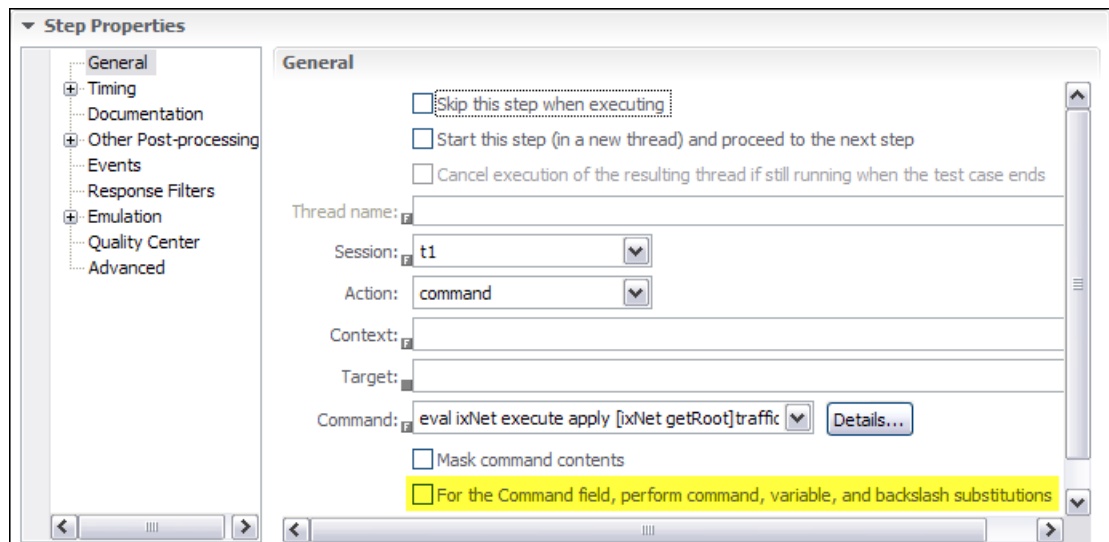 Step Properties
General
Timing
Documentation
Other Post-processing
Events
Response Filters
Emulation
Quality Center
Advanced
General
Skip this step when executing
Start this step (in a new thread) and proceed to the next step
Cancel execution of the resulting thread if still running when the test case ends
Thread name:
Session: t1
Action: command
Context:
Target:
Command: eval ixNet execute apply [ixNet getRoot]traffic Details...
Mask command contents
For the Command field, perform command, variable, and backslash substitutions